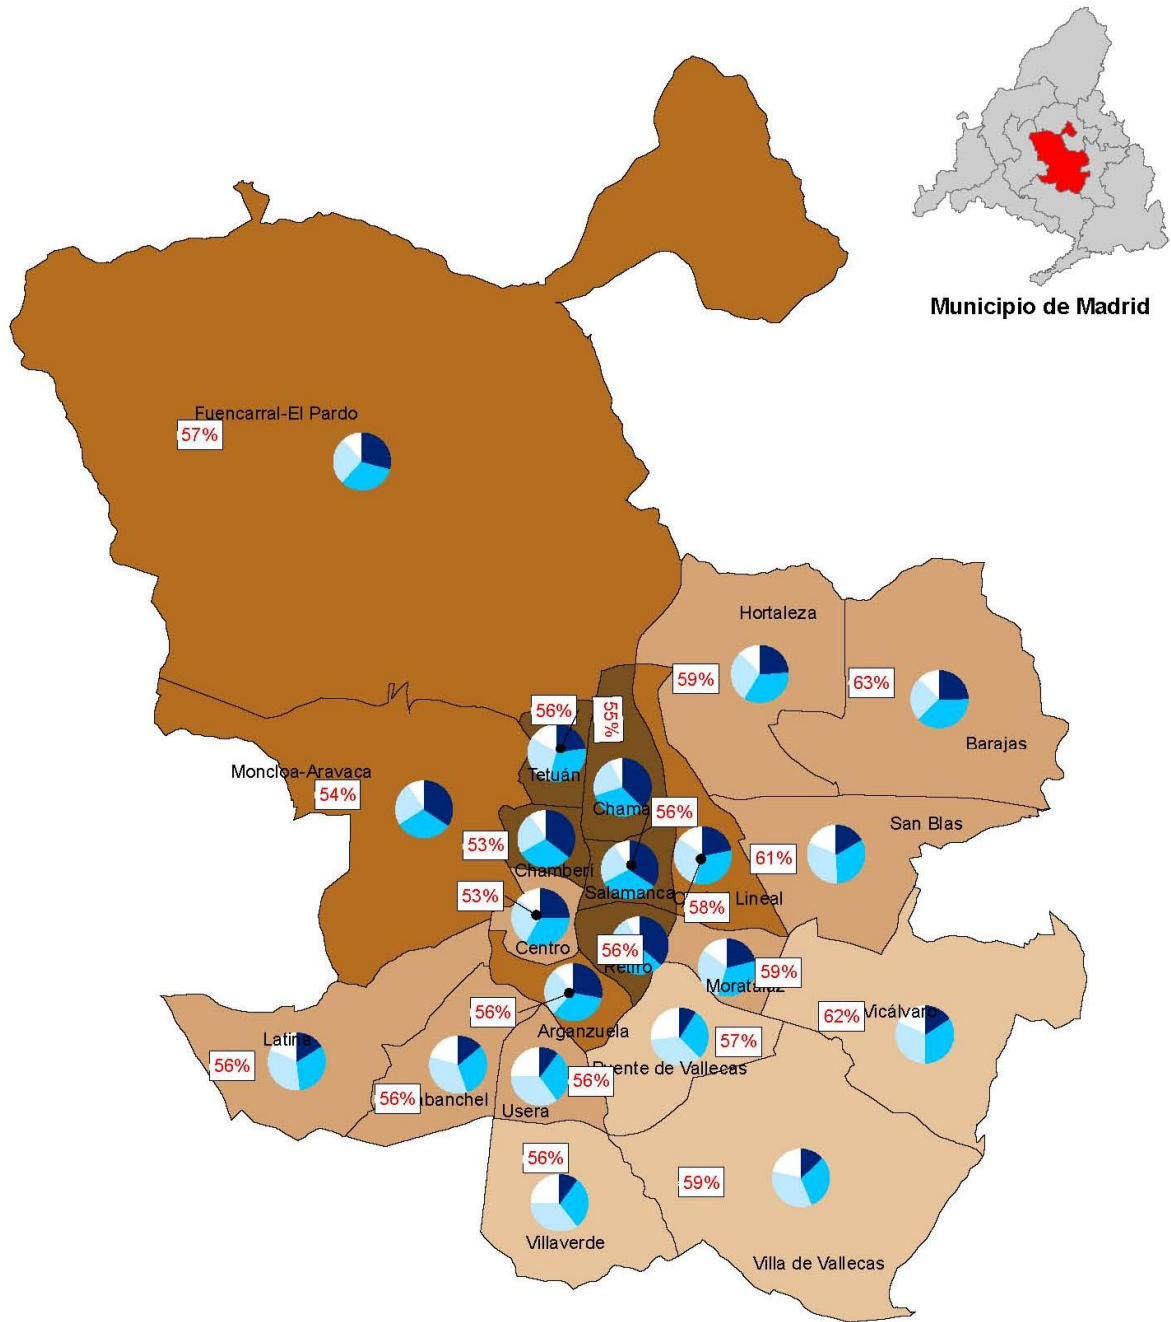 Municipio de Madrid
Fuencarral-El Pardo
57%
Hortaleza
59%
63%
56%
55%
Barajas
Tetuán
Moncloa-Aravaca
54%
Chama
56%
San Blas
53%
61%
Chamberí
Salamanca
Lineal
53%
58%
Centro
56%
Retiro
59%
Moratalaz
56%
62%
Vicálvaro
Arganzuela
Latina
57%
56%
Puente de Vallecas
56%
56%
abanchel
Usera
56%
59%
Villaverde
Villa de Vallecas